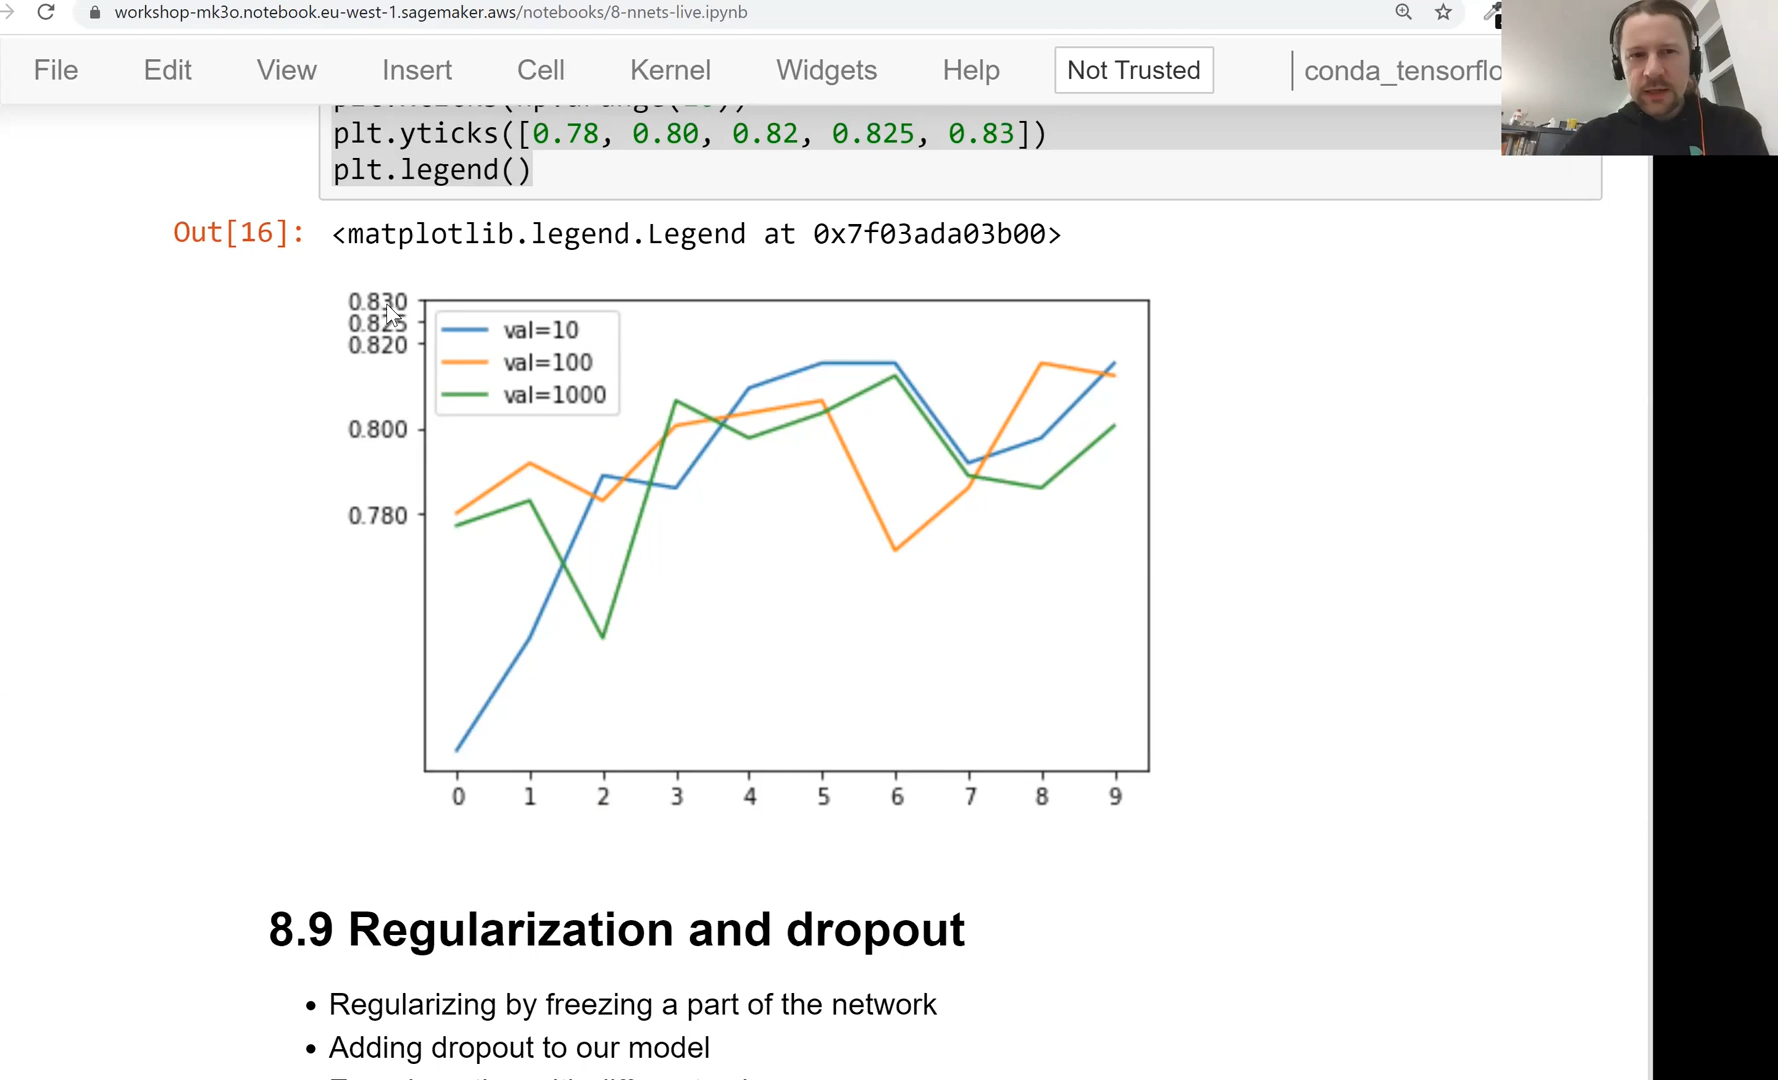 workshop-mk3o.notebook.eu-west-1.sagemaker.aws/notebooks/8-nnets-live.ipynb
File Edit View Insert Cell Kernel Widgets Help Not Trusted conda_tensorflo
plt.yticks([0.78, 0.80, 0.82, 0.825, 0.83])
plt.legend()
Out[16]: <matplotlib.legend.Legend at 0x7f03ada03b00>
0.830
0.825
0.820
0.800
0.780
val=10
val=100
val=1000
0 1 2 3 4 5 6 7 8 9
8.9 Regularization and dropout
• Regularizing by freezing a part of the network
• Adding dropout to our model